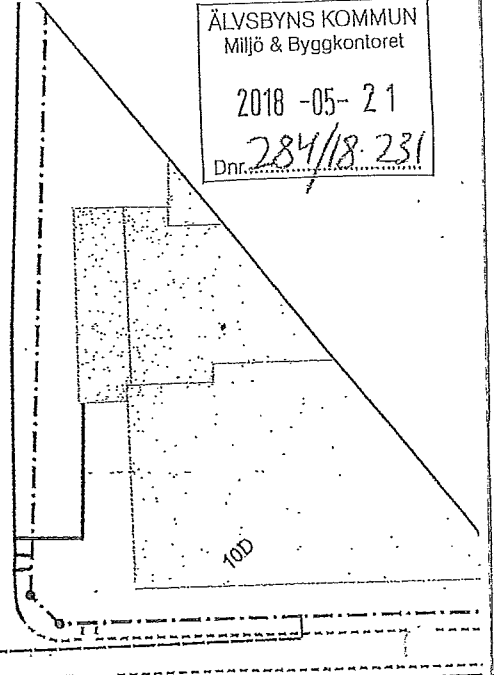 ÄLVSBYNS KOMMUN
Miljö & Byggkontoret
2018 -05- 21
Dnr. 284/18.231
10D